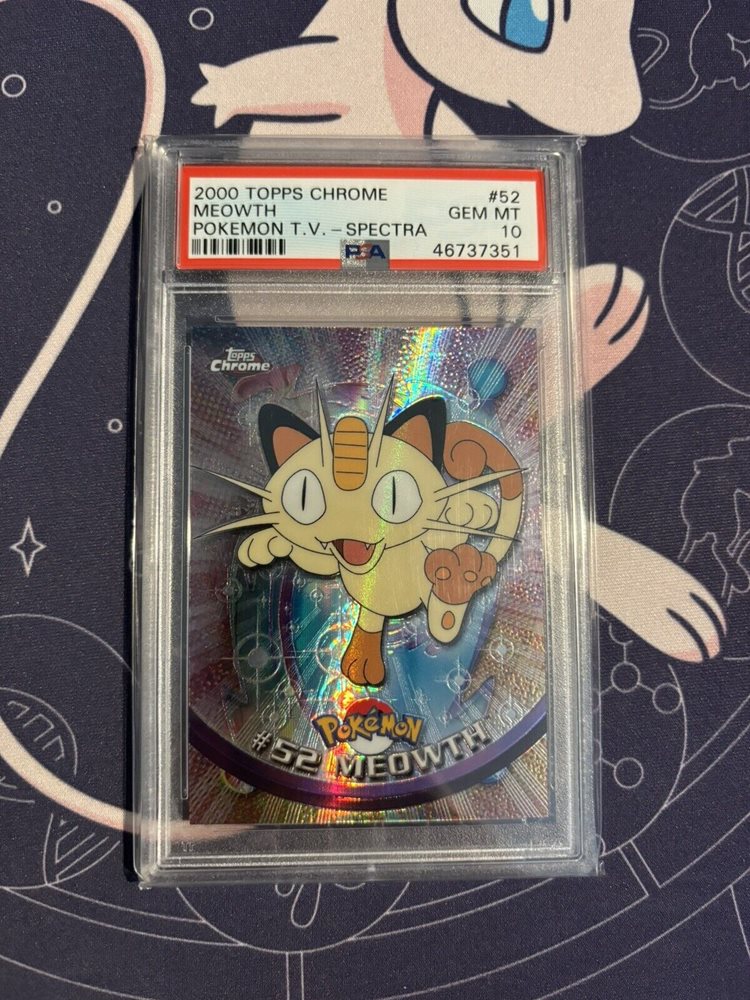 2000 TOPPS CHROME #52
MEOWTH GEM MT
POKEMON T.V. – SPECTRA 10
PSA 46737351
Topps
Chrome
POKéMON
#52 MEOWTH